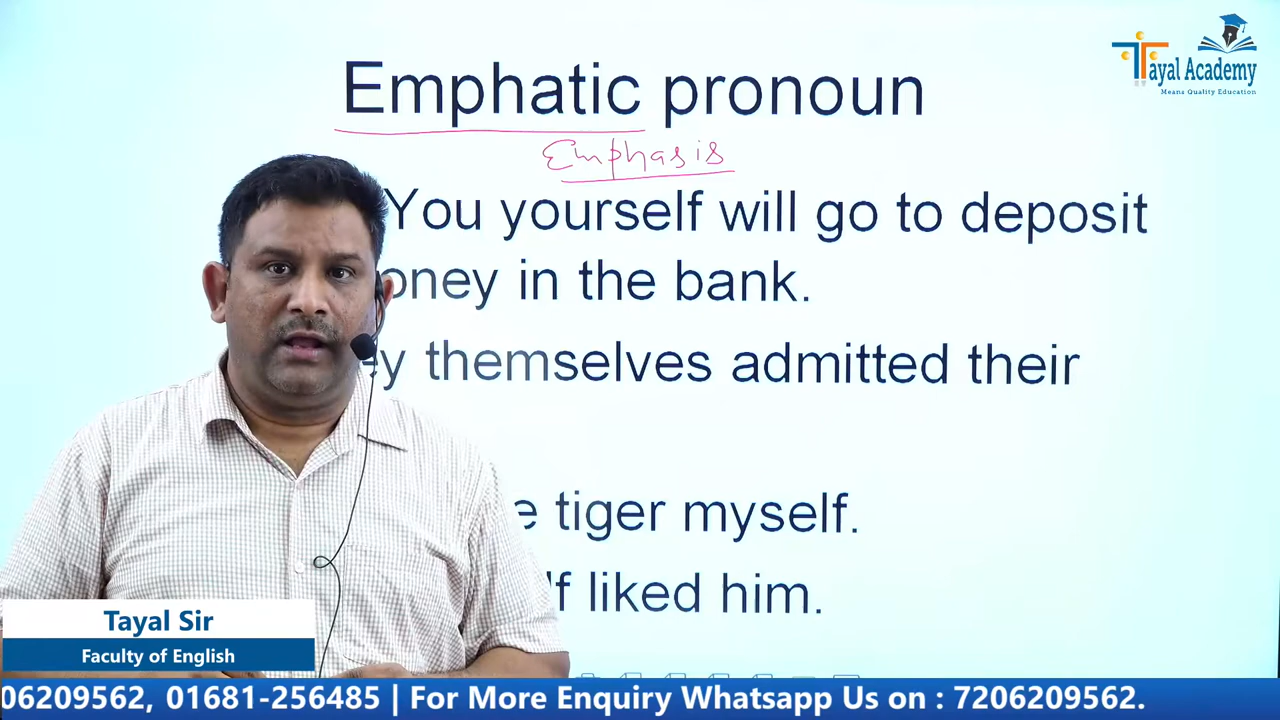 Tayal Academy
Means Quality Education
Emphatic pronoun
Emphasis
You yourself will go to deposit
oney in the bank.
ey themselves admitted their
e tiger myself.
lf liked him.
Tayal Sir
Faculty of English
06209562, 01681-256485 | For More Enquiry Whatsapp Us on : 7206209562.